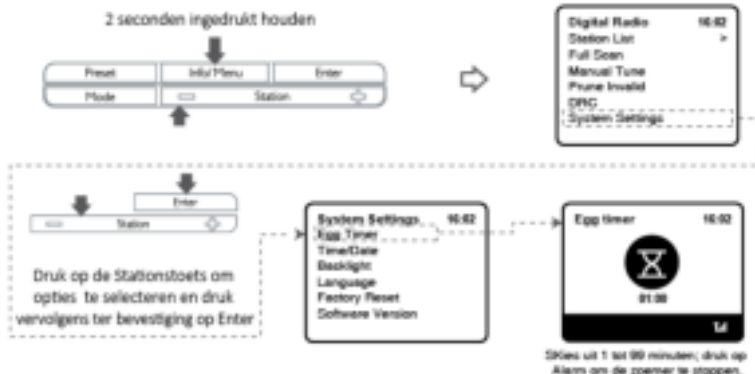 2 seconden ingedrukt houden
Preset Info/ Menu Enter
Mode Station
Digital Radio 16:02
Station List >
Full Scan
Manual Tune
Prune Invalid
DRC
System Settings
Enter
Station
Druk op de Stationstoets om
opties te selecteren en druk
vervolgens ter bevestiging op Enter
System Settings 16:02
Egg Timer
Time/Date
Backlight
Language
Factory Reset
Software Version
Egg timer 16:02
01:00
SKies uit 1 tot 99 minuten; druk op
Alarm om de zoemer te stoppen.